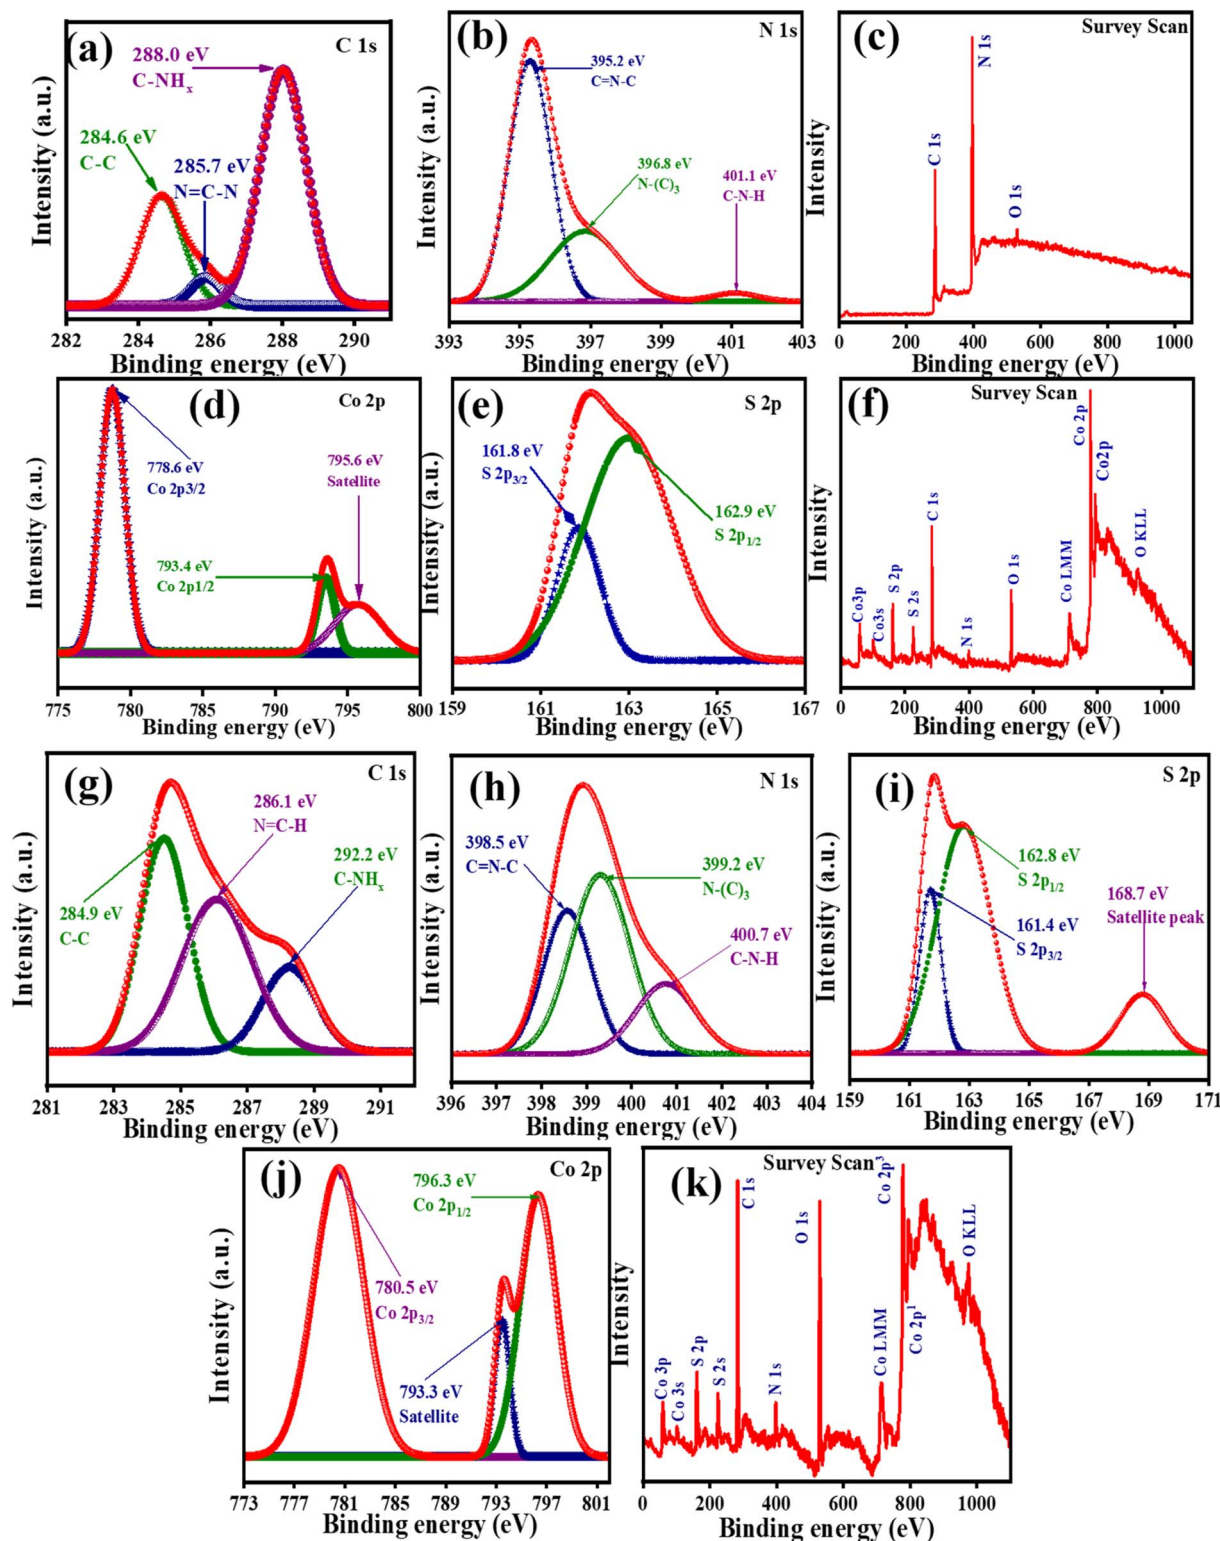 (a)
C 1s
288.0 eV
C-NHx
284.6 eV
C-C
285.7 eV
N=C-N
Intensity (a.u.)
282 284 286 288 290
Binding energy (eV)
(b)
N 1s
395.2 eV
C=N-C
396.8 eV
N-(C)3
401.1 eV
C-N-H
Intensity (a.u.)
393 395 397 399 401 403
Binding energy (eV)
(c)
Survey Scan
N 1s
C 1s
O 1s
Intensity
0 200 400 600 800 1000
Binding energy (eV)
(d)
Co 2p
778.6 eV
Co 2p3/2
795.6 eV
Satellite
793.4 eV
Co 2p1/2
Intensity (a.u.)
775 780 785 790 795 800
Binding energy (eV)
(e)
S 2p
161.8 eV
S 2p3/2
162.9 eV
S 2p1/2
Intensity (a.u.)
159 161 163 165 167
Binding energy (eV)
(f)
Survey Scan
Co 2p
Co2p
C 1s
O KLL
Co3p
Co3s
S 2p
S 2s
N 1s
O 1s
Co LMM
Intensity (a.u.)
0 200 400 600 800 1000
Binding energy (eV)
(g)
C 1s
286.1 eV
N=C-H
292.2 eV
C-NHx
284.9 eV
C-C
Intensity (a.u.)
281 283 285 287 289 291
Binding energy (eV)
(h)
N 1s
398.5 eV
C=N-C
399.2 eV
N-(C)3
400.7 eV
C-N-H
Intensity (a.u.)
396 397 398 399 400 401 402 403 404
Binding energy (eV)
(i)
S 2p
162.8 eV
S 2p1/2
168.7 eV
Satellite peak
161.4 eV
S 2p3/2
Intensity (a.u.)
159 161 163 165 167 169 171
Binding energy (eV)
(j)
Co 2p
796.3 eV
Co 2p1/2
780.5 eV
Co 2p3/2
793.3 eV
Satellite
Intensity (a.u.)
773 777 781 785 789 793 797 801
Binding energy (eV)
(k)
Survey Scan
Co 2p3
C 1s
O 1s
O KLL
Co 3p
Co 3s
S 2p
S 2s
N 1s
Co LMM
Co 2p1
Intensity
0 200 400 600 800 1000
Binding energy (eV)